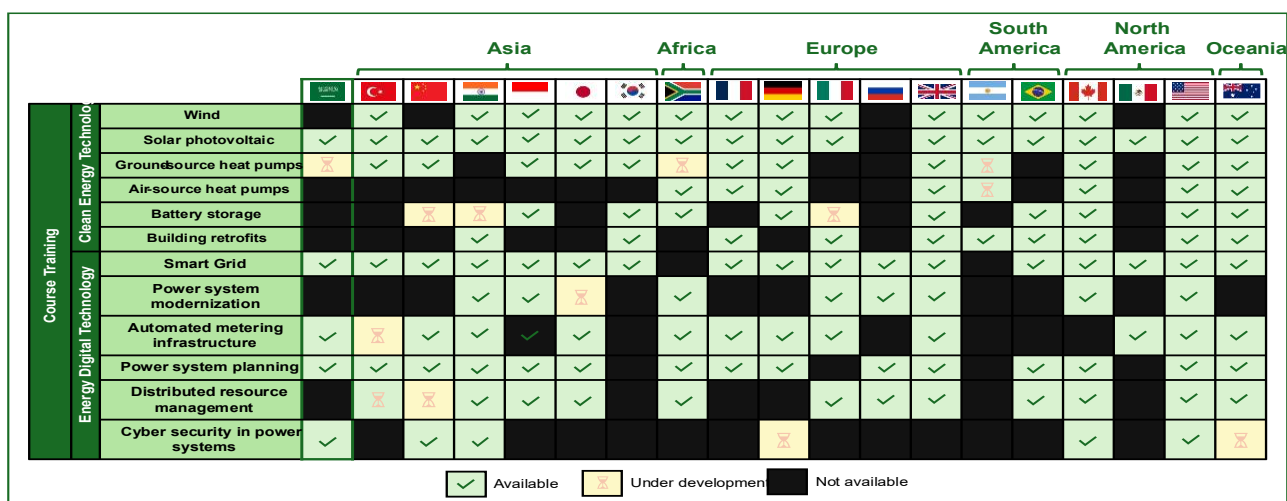 South
America
North
America
Asia
Africa
Europe
Oceania
Course Training
Clean Energy Technolo
Wind
Solar photovoltaic
Ground-source heat pumps
Air-source heat pumps
Battery storage
Building retrofits
Energy Digital Technology
Smart Grid
Power system
modernization
Automated metering
infrastructure
Power system planning
Distributed resource
management
Cyber security in power
systems
Available
Under development
Not available